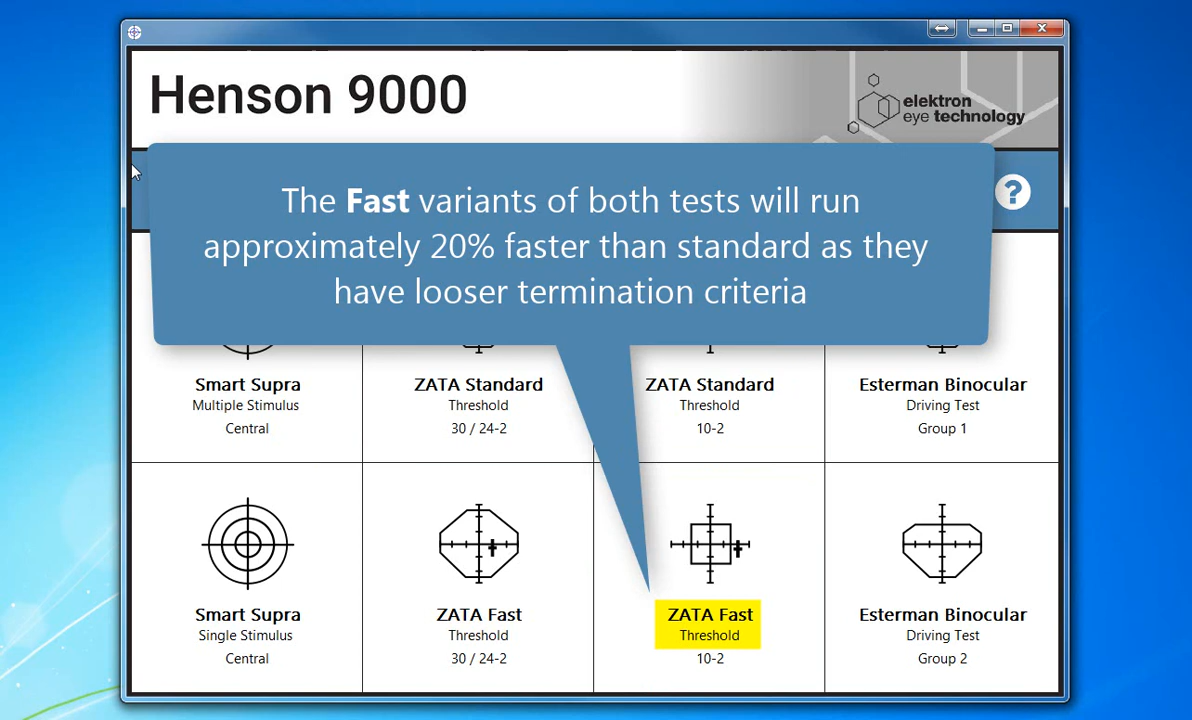 Henson 9000
elektron
eye technology
The Fast variants of both tests will run
approximately 20% faster than standard as they
have looser termination criteria
?
Smart Supra
Multiple Stimulus
Central
ZATA Standard
Threshold
30 / 24-2
ZATA Standard
Threshold
10-2
Esterman Binocular
Driving Test
Group 1
Smart Supra
Single Stimulus
Central
ZATA Fast
Threshold
30 / 24-2
ZATA Fast
Threshold
10-2
Esterman Binocular
Driving Test
Group 2